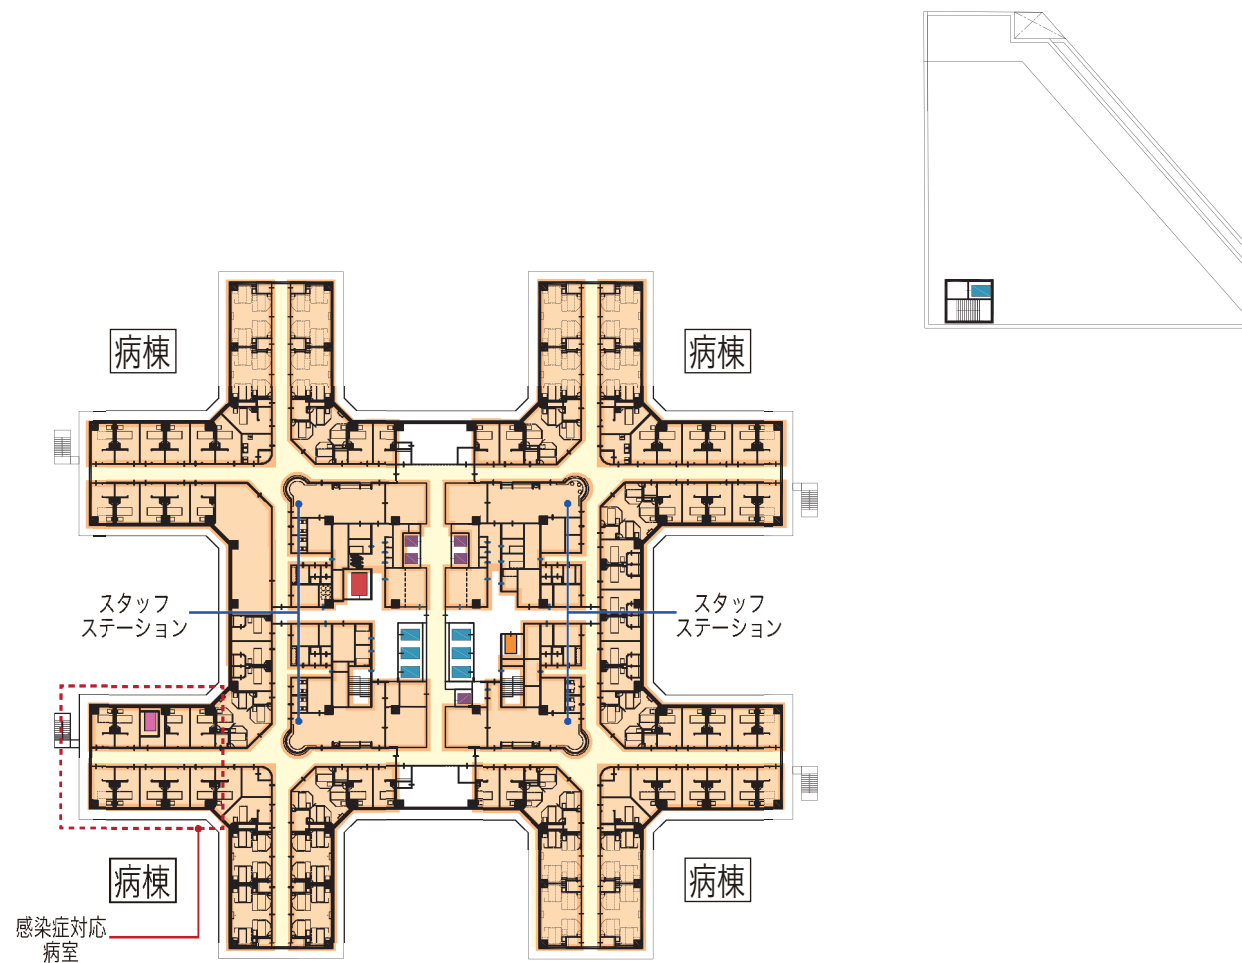 病棟
病棟
スタッフ
ステーション
スタッフ
ステーション
病棟
病棟
感染症対応
病室